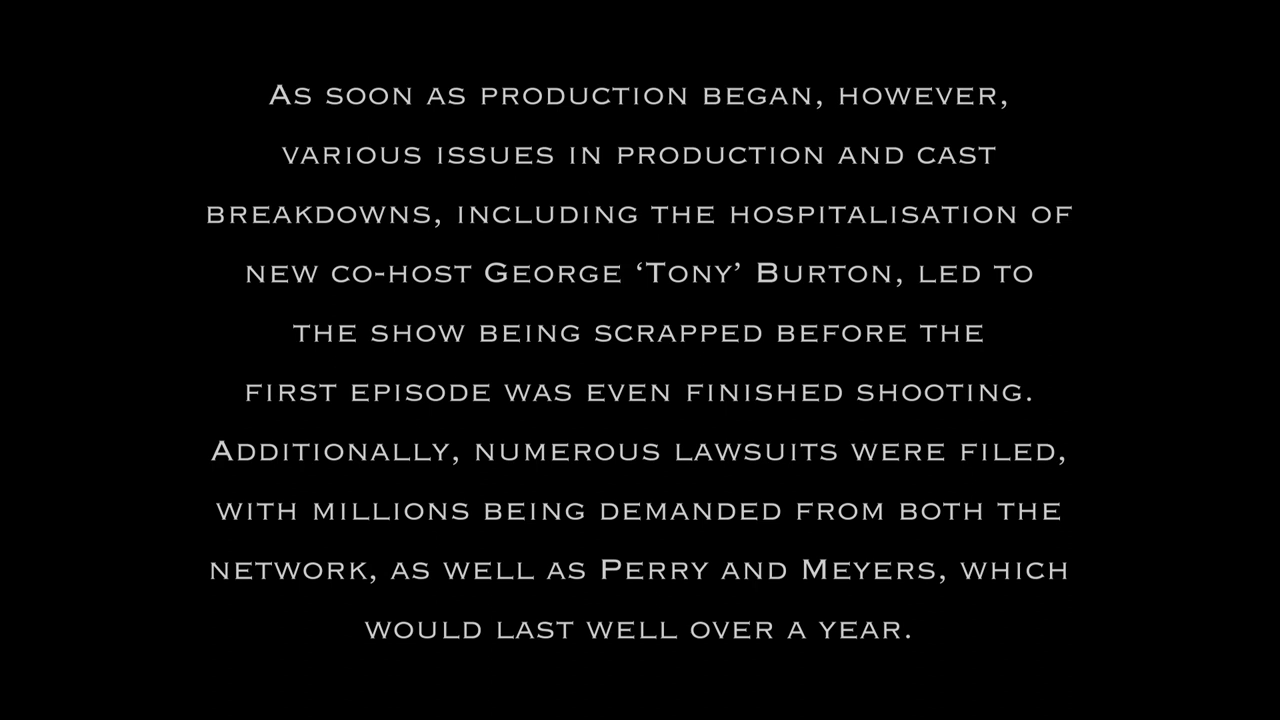 As soon as production began, however,
various issues in production and cast
breakdowns, including the hospitalisation of
new co-host George ‘Tony’ Burton, led to
the show being scrapped before the
first episode was even finished shooting.
Additionally, numerous lawsuits were filed,
with millions being demanded from both the
network, as well as Perry and Meyers, which
would last well over a year.